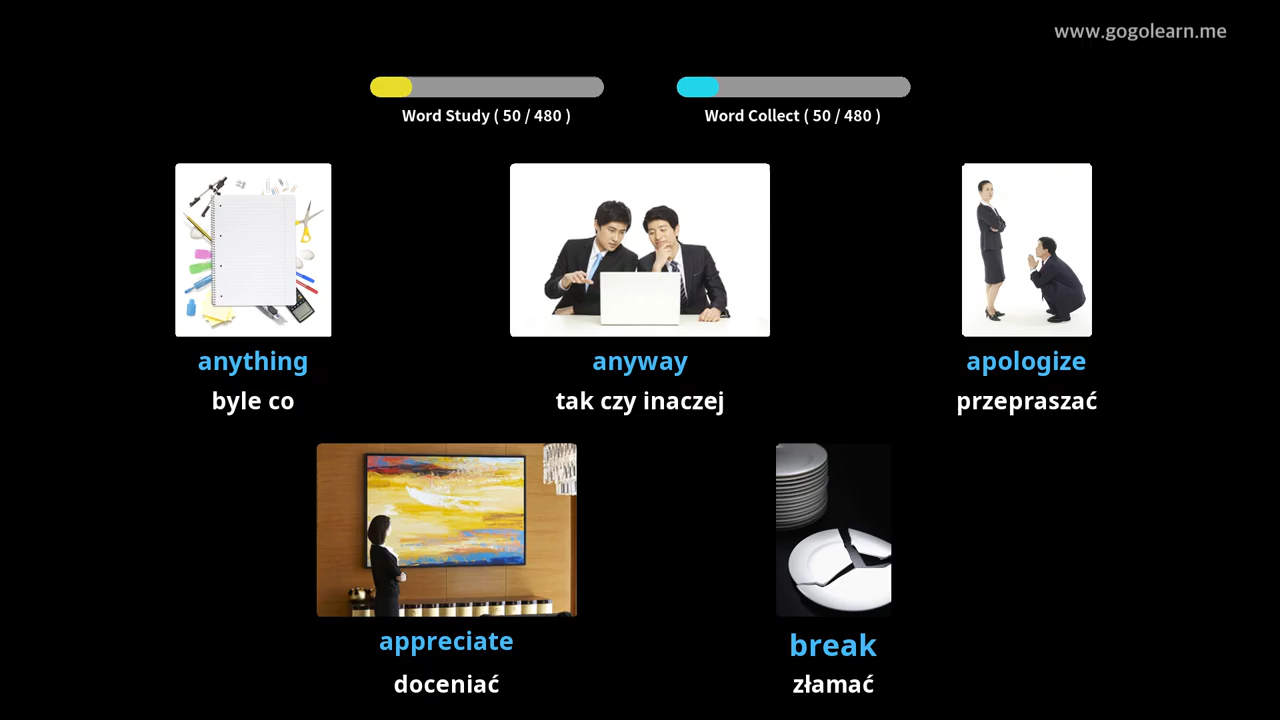 www.gogolearn.me
Word Study ( 50 / 480 )
Word Collect ( 50 / 480 )
anything
byle co
anyway
tak czy inaczej
apologize
przepraszać
appreciate
doceniać
break
złamać